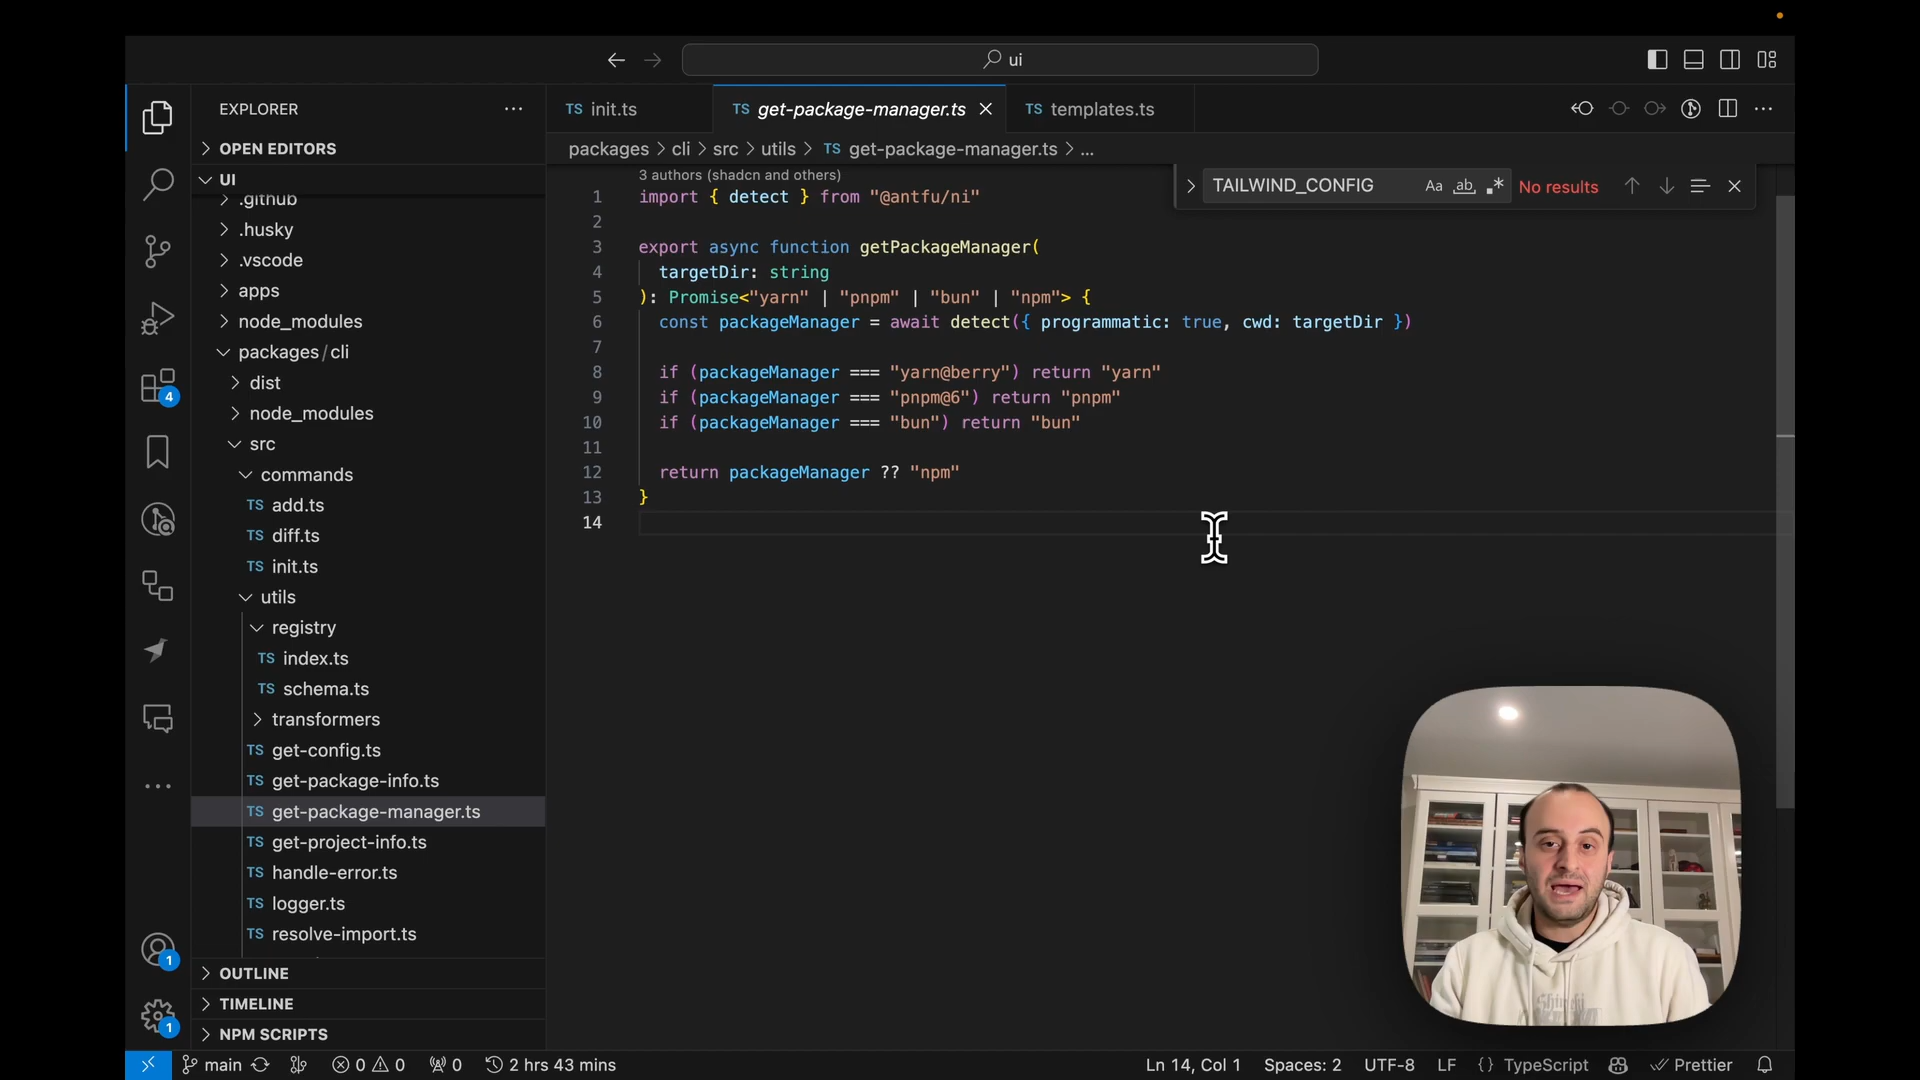 ui
EXPLORER
OPEN EDITORS
UI
.github
.husky
.vscode
apps
node_modules
packages/cli
dist
node_modules
src
commands
TS add.ts
TS diff.ts
TS init.ts
utils
registry
TS index.ts
TS schema.ts
transformers
TS get-config.ts
TS get-package-info.ts
TS get-package-manager.ts
TS get-project-info.ts
TS handle-error.ts
TS logger.ts
TS resolve-import.ts
OUTLINE
TIMELINE
NPM SCRIPTS
4
1
1
TS init.ts
TS get-package-manager.ts
TS templates.ts
packages > cli > src > utils > TS get-package-manager.ts > ...
TAILWIND_CONFIG Aa ab No results
3 authors (shadcn and others)
1 import { detect } from "@antfu/ni"
2
3 export async function getPackageManager(
4 targetDir: string
5 ): Promise<"yarn" | "pnpm" | "bun" | "npm"> {
6 const packageManager = await detect({ programmatic: true, cwd: targetDir })
7
8 if (packageManager === "yarn@berry") return "yarn"
9 if (packageManager === "pnpm@6") return "pnpm"
10 if (packageManager === "bun") return "bun"
11
12 return packageManager ?? "npm"
13 }
14
main 0 0 0 2 hrs 43 mins Ln 14, Col 1 Spaces: 2 UTF-8 LF {} TypeScript Prettier